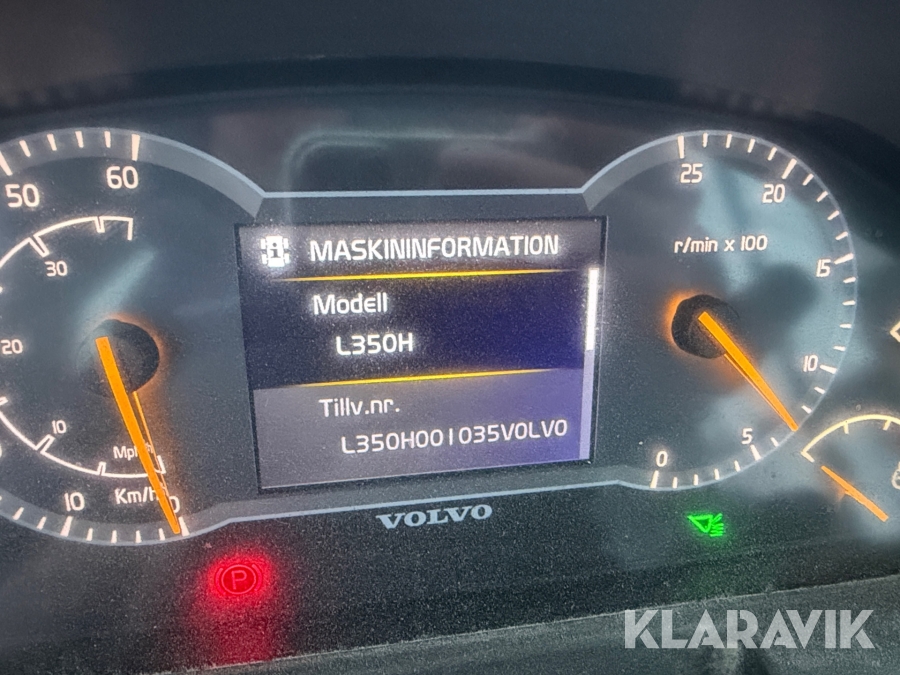 MASKININFORMATION
Modell
L350H
Tillv.nr.
L350H001035VOLVO
50
60
30
20
10
Mph
10
Km/h
0
25
20
r/min x 100
15
10
5
0
VOLVO
P
KLARAVIK